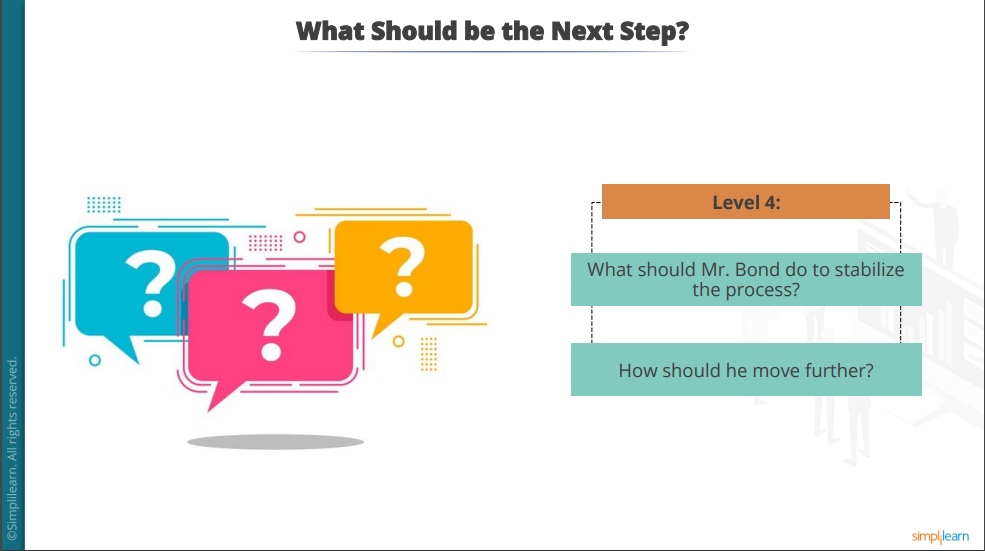 What Should be the Next Step?
?
?
?
Level 4:
What should Mr. Bond do to stabilize
the process?
How should he move further?
©Simplilearn. All rights reserved.
simplilearn